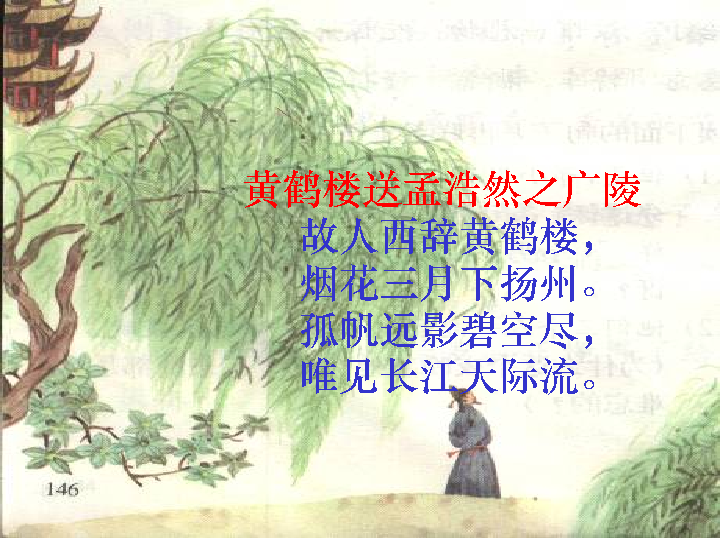 黄鹤楼送孟浩然之广陵
故人西辞黄鹤楼，
烟花三月下扬州。
孤帆远影碧空尽，
唯见长江天际流。
146